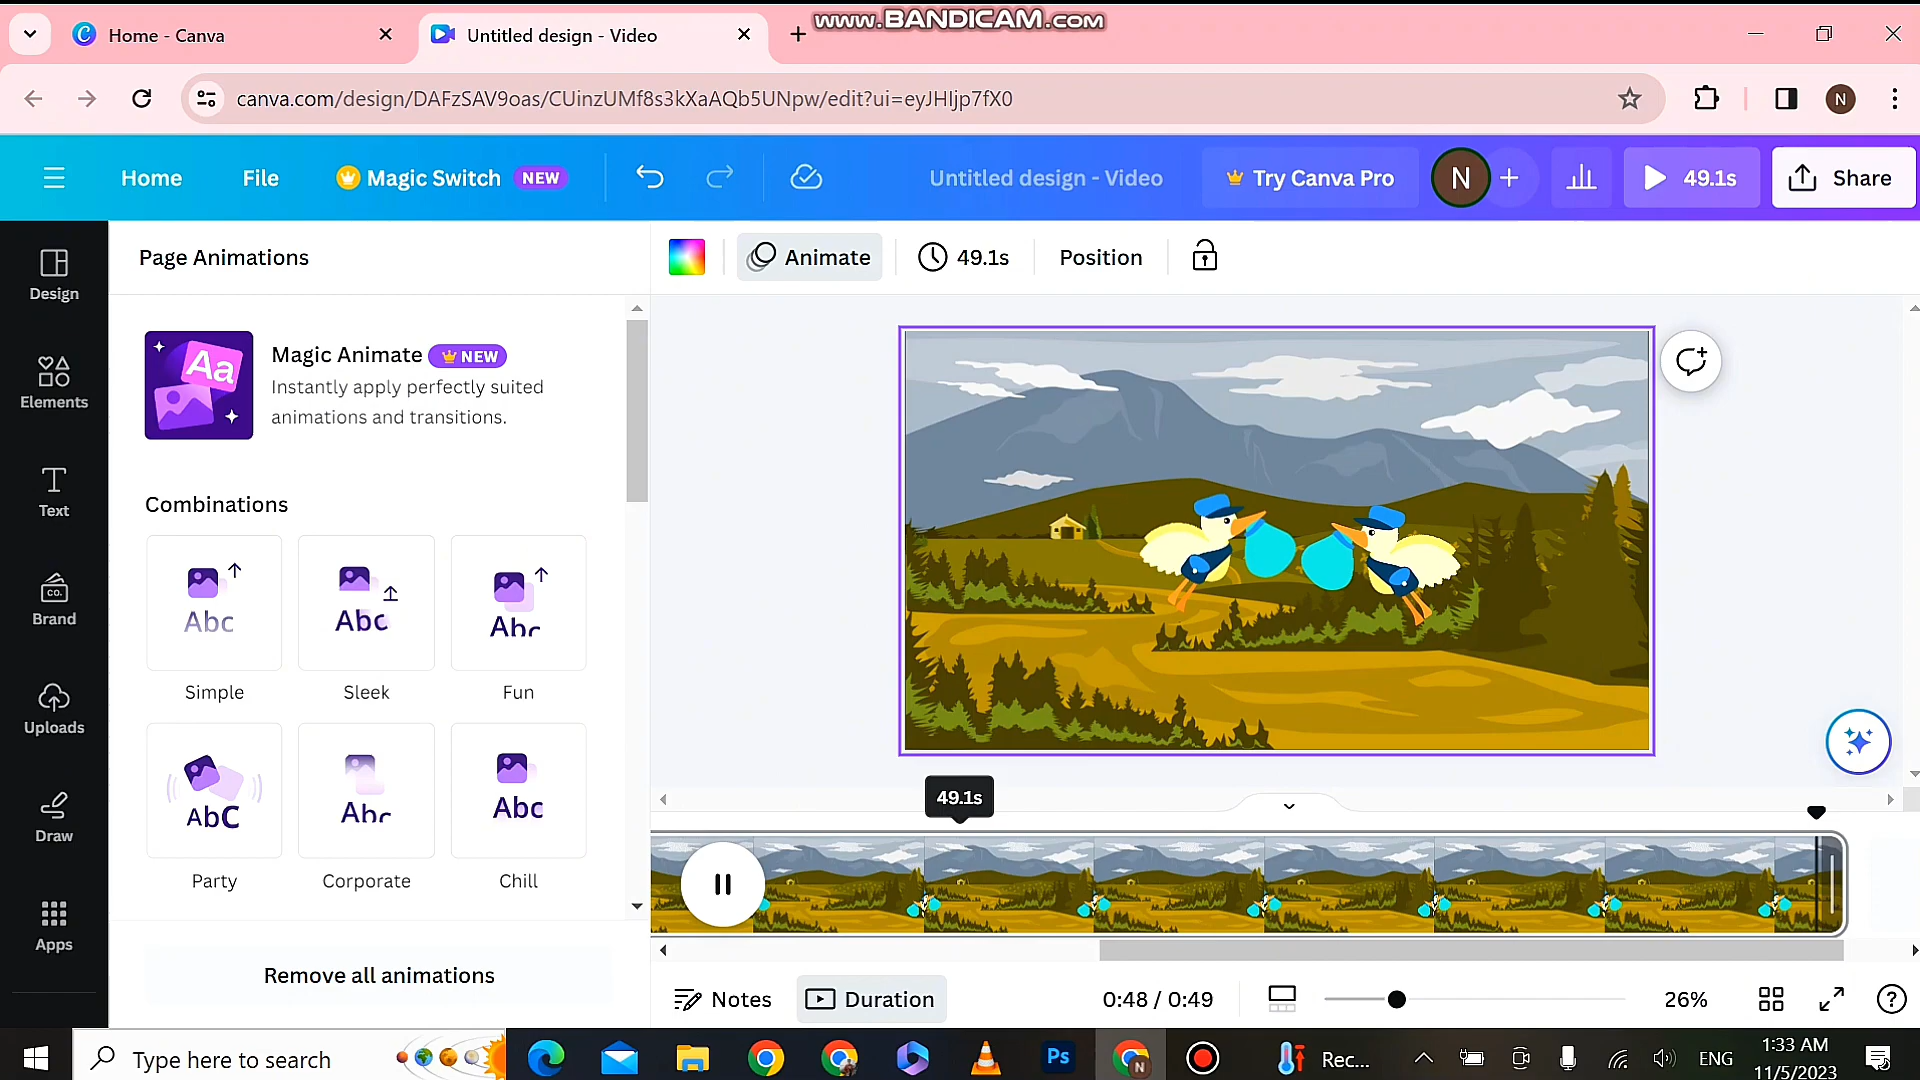 www.BANDICAM.com
Home - Canva
Untitled design - Video
canva.com/design/DAFzSAV9oas/CUinzUMf8s3kXaAQb5UNpw/edit?ui=eyJHIjp7fX0
N
Home
File
Magic Switch NEW
Untitled design - Video
Try Canva Pro
N
49.1s
Share
Design
Elements
Text
Brand
CO.
Uploads
Draw
Apps
Page Animations
Aa
Magic Animate NEW
Instantly apply perfectly suited
animations and transitions.
Combinations
Abc
Abc
Abc
Simple
Sleek
Fun
AbC
Abc
Abc
Party
Corporate
Chill
Remove all animations
Animate
49.1s
Position
49.1s
Notes
Duration
0:48 / 0:49
26%
Type here to search
Ps
N
Rec...
ENG
1:33 AM
11/5/2023